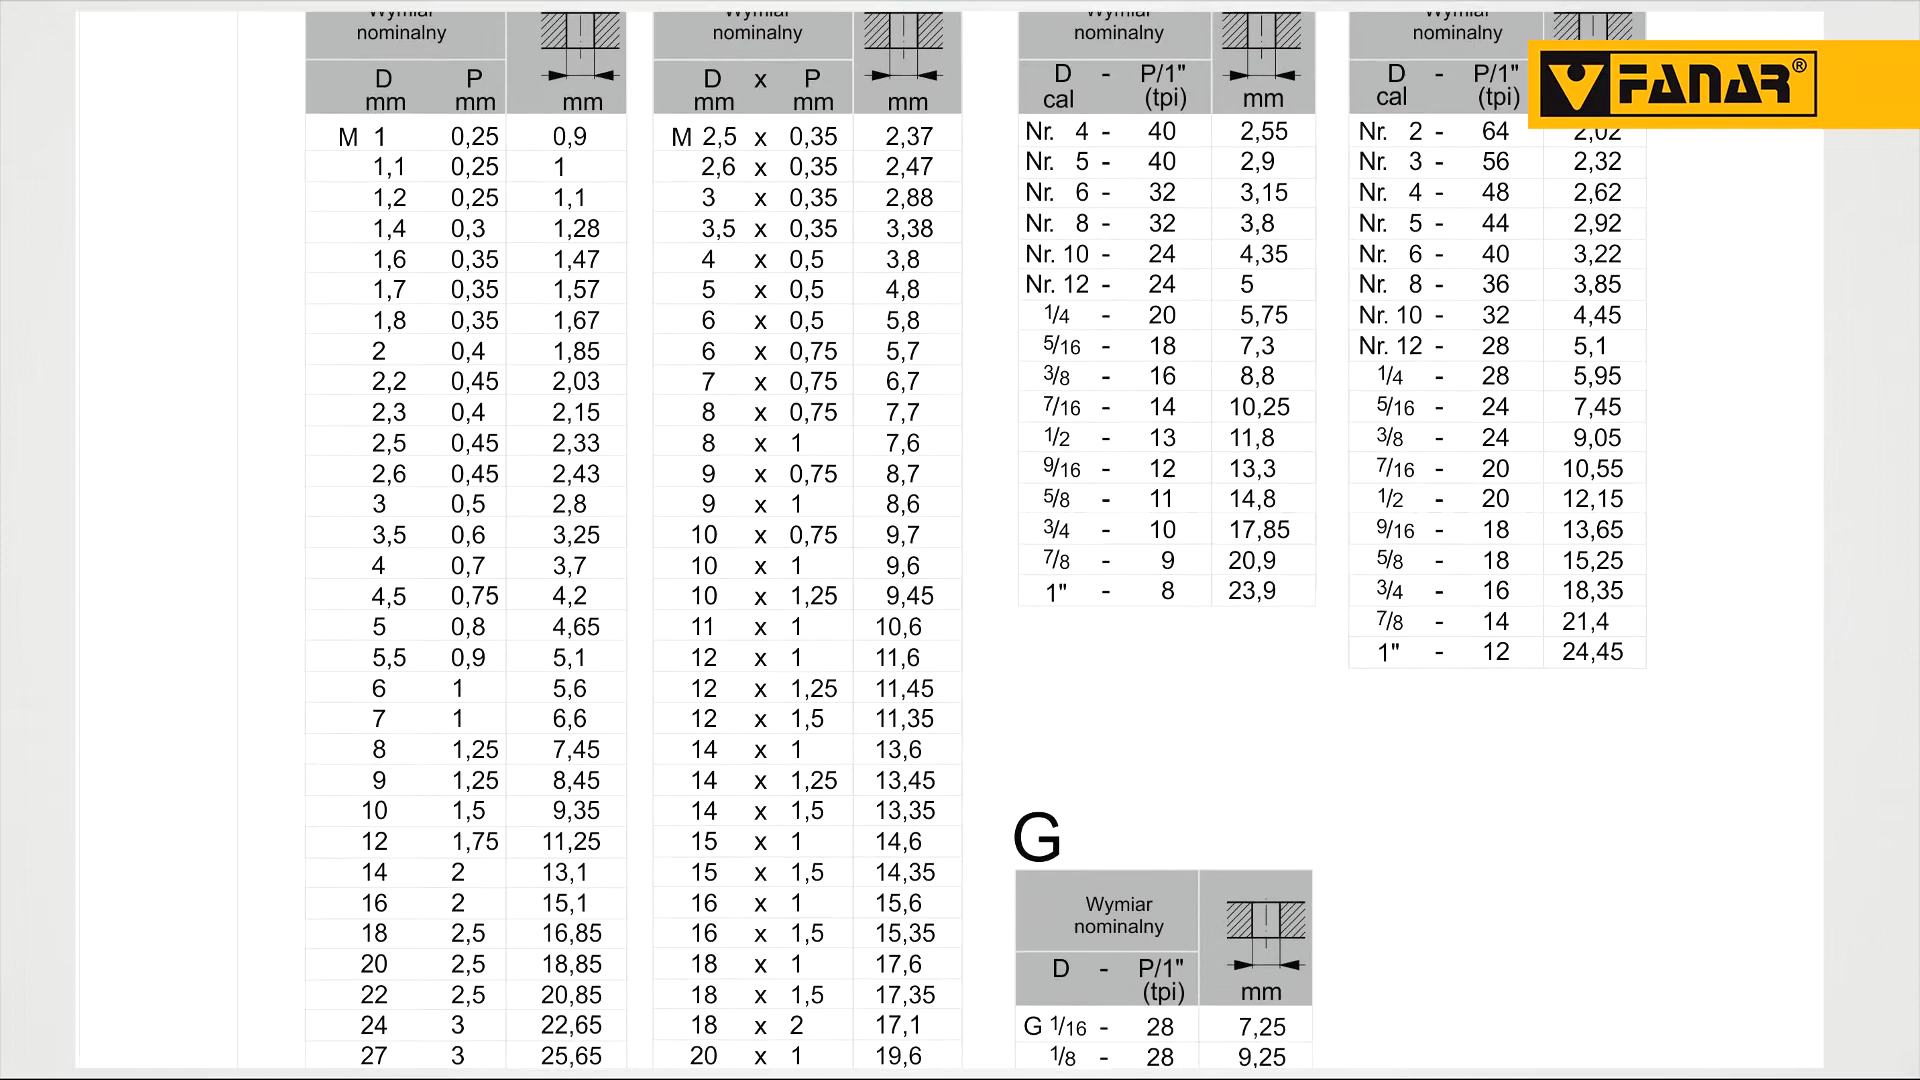 Wymiar
nominalny
D P
mm mm mm
M 1 0,25 0,9
1,1 0,25 1
1,2 0,25 1,1
1,4 0,3 1,28
1,6 0,35 1,47
1,7 0,35 1,57
1,8 0,35 1,67
2 0,4 1,85
2,2 0,45 2,03
2,3 0,4 2,15
2,5 0,45 2,33
2,6 0,45 2,43
3 0,5 2,8
3,5 0,6 3,25
4 0,7 3,7
4,5 0,75 4,2
5 0,8 4,65
5,5 0,9 5,1
6 1 5,6
7 1 6,6
8 1,25 7,45
9 1,25 8,45
10 1,5 9,35
12 1,75 11,25
14 2 13,1
16 2 15,1
18 2,5 16,85
20 2,5 18,85
22 2,5 20,85
24 3 22,65
27 3 25,65
Wymiar
nominalny
D x P
mm mm mm
M 2,5 x 0,35 2,37
2,6 x 0,35 2,47
3 x 0,35 2,88
3,5 x 0,35 3,38
4 x 0,5 3,8
5 x 0,5 4,8
6 x 0,5 5,8
6 x 0,75 5,7
7 x 0,75 6,7
8 x 0,75 7,7
8 x 1 7,6
9 x 0,75 8,7
9 x 1 8,6
10 x 0,75 9,7
10 x 1 9,6
10 x 1,25 9,45
11 x 1 10,6
12 x 1 11,6
12 x 1,25 11,45
12 x 1,5 11,35
14 x 1 13,6
14 x 1,25 13,45
14 x 1,5 13,35
15 x 1 14,6
15 x 1,5 14,35
16 x 1 15,6
16 x 1,5 15,35
18 x 1 17,6
18 x 1,5 17,35
18 x 2 17,1
20 x 1 19,6
Wymiar
nominalny
D - P/1"
cal (tpi) mm
Nr. 4 - 40 2,55
Nr. 5 - 40 2,9
Nr. 6 - 32 3,15
Nr. 8 - 32 3,8
Nr. 10 - 24 4,35
Nr. 12 - 24 5
1/4 - 20 5,75
5/16 - 18 7,3
3/8 - 16 8,8
7/16 - 14 10,25
1/2 - 13 11,8
9/16 - 12 13,3
5/8 - 11 14,8
3/4 - 10 17,85
7/8 - 9 20,9
1" - 8 23,9
Wymiar
nominalny
D - P/1"
cal (tpi)
FANAR®
Nr. 2 - 64 2,02
Nr. 3 - 56 2,32
Nr. 4 - 48 2,62
Nr. 5 - 44 2,92
Nr. 6 - 40 3,22
Nr. 8 - 36 3,85
Nr. 10 - 32 4,45
Nr. 12 - 28 5,1
1/4 - 28 5,95
5/16 - 24 7,45
3/8 - 24 9,05
7/16 - 20 10,55
1/2 - 20 12,15
9/16 - 18 13,65
5/8 - 18 15,25
3/4 - 16 18,35
7/8 - 14 21,4
1" - 12 24,45
G
Wymiar
nominalny
D - P/1"
(tpi) mm
G 1/16 - 28 7,25
1/8 - 28 9,25